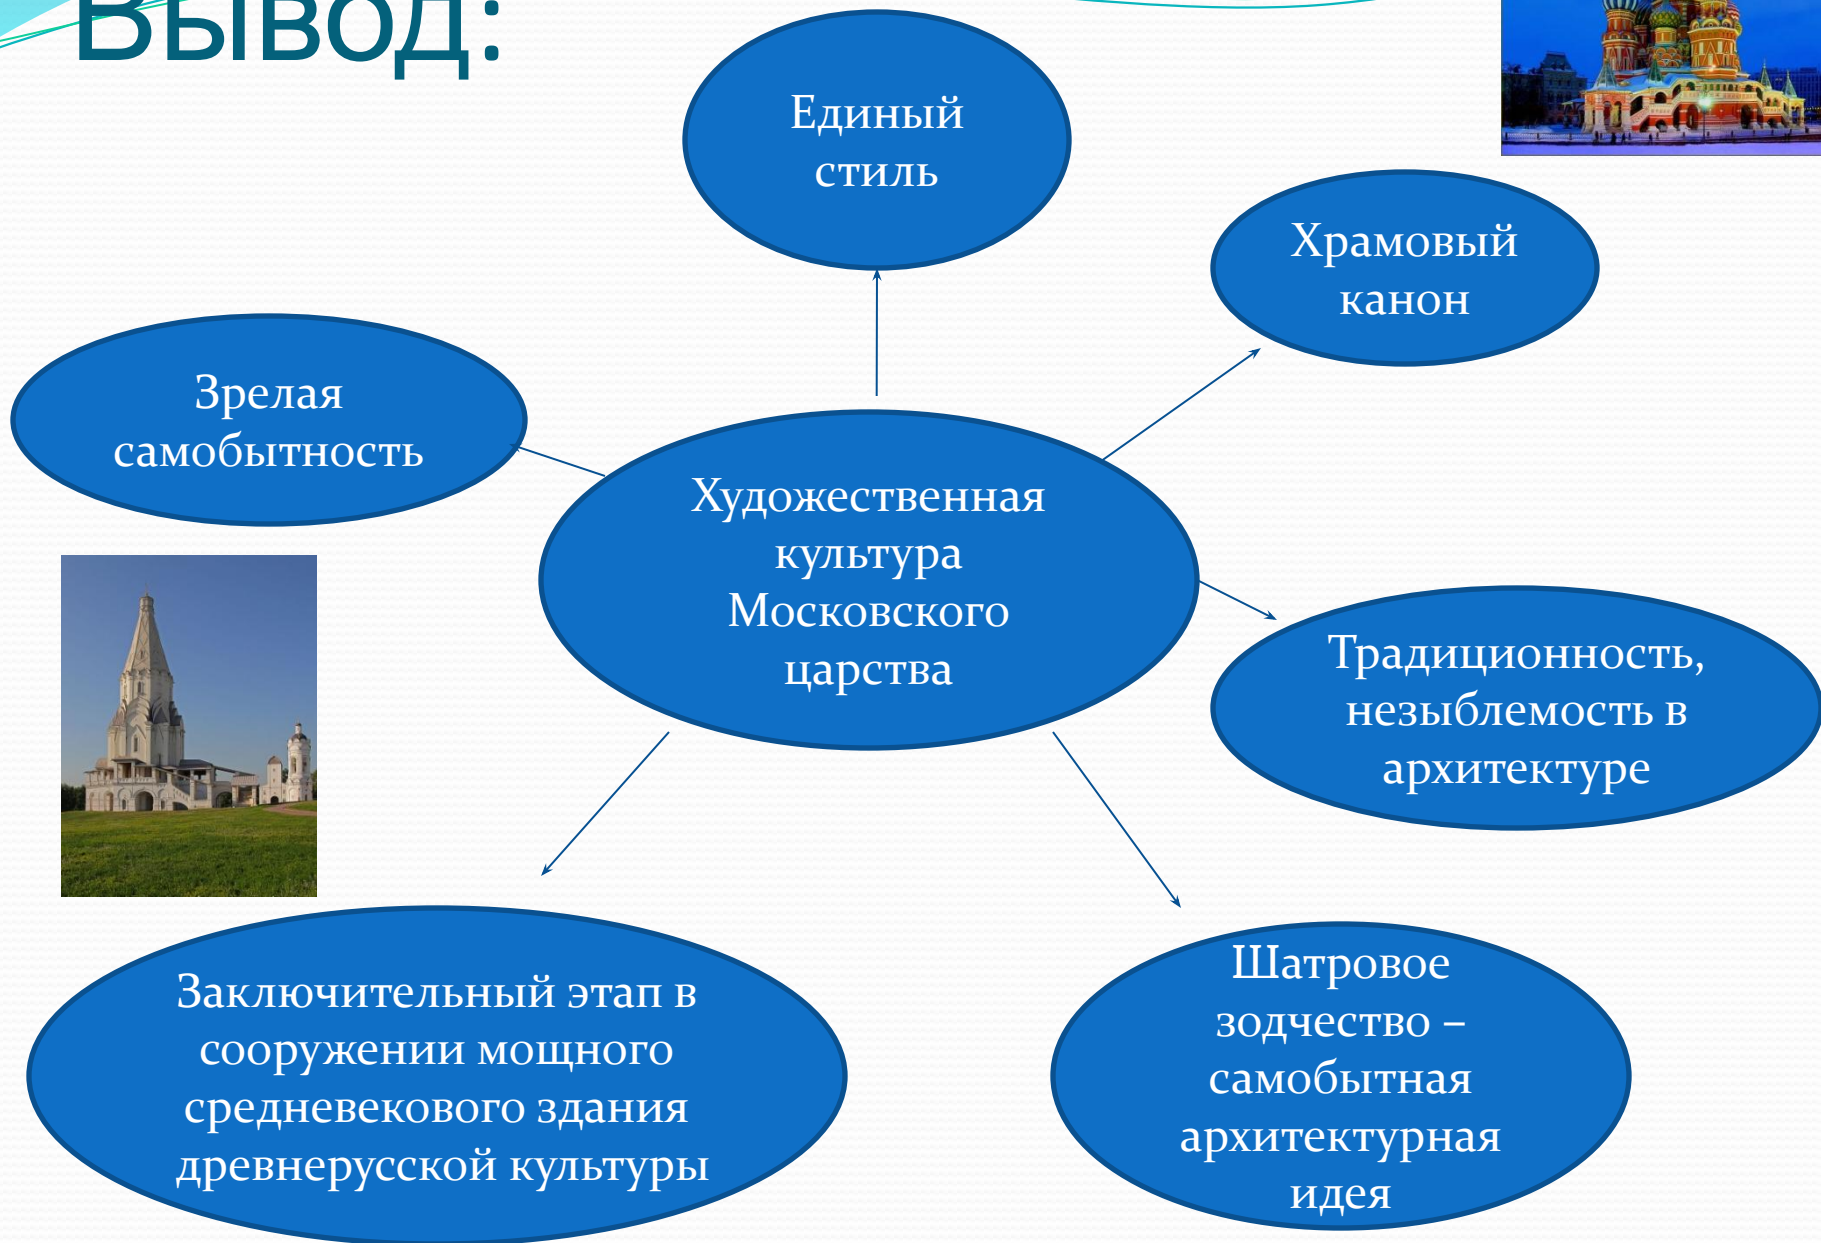 Вывод:
Единый
стиль
Храмовый
канон
Зрелая
самобытность
Художественная
культура
Московского
царства
Традиционность,
незыблемость в
архитектуре
Заключительный этап в
сооружении мощного
средневекового здания
древнерусской культуры
Шатровое
зодчество –
самобытная
архитектурная
идея